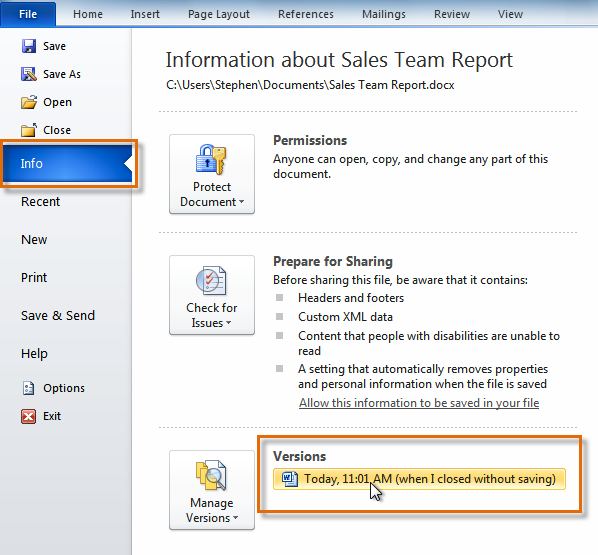 File Home Insert Page Layout References Mailings Review View
Save
Save As
Open
Close
Info
Recent
New
Print
Save & Send
Help
Options
Exit
Information about Sales Team Report
C:\Users\Stephen\Documents\Sales Team Report.docx
Protect
Document
Permissions
Anyone can open, copy, and change any part of this
document.
Check for
Issues
Prepare for Sharing
Before sharing this file, be aware that it contains:
Headers and footers
Custom XML data
Content that people with disabilities are unable to
read
A setting that automatically removes properties
and personal information when the file is saved
Allow this information to be saved in your file
Manage
Versions
Versions
Today, 11:01 AM (when I closed without saving)